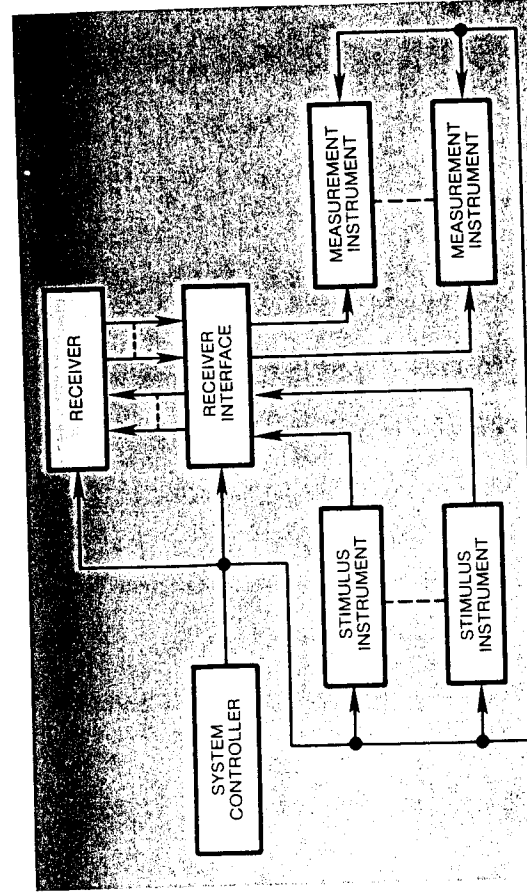 RECEIVER
RECEIVER
INTERFACE
SYSTEM
CONTROLLER
STIMULUS
INSTRUMENT
STIMULUS
INSTRUMENT
MEASUREMENT
INSTRUMENT
MEASUREMENT
INSTRUMENT